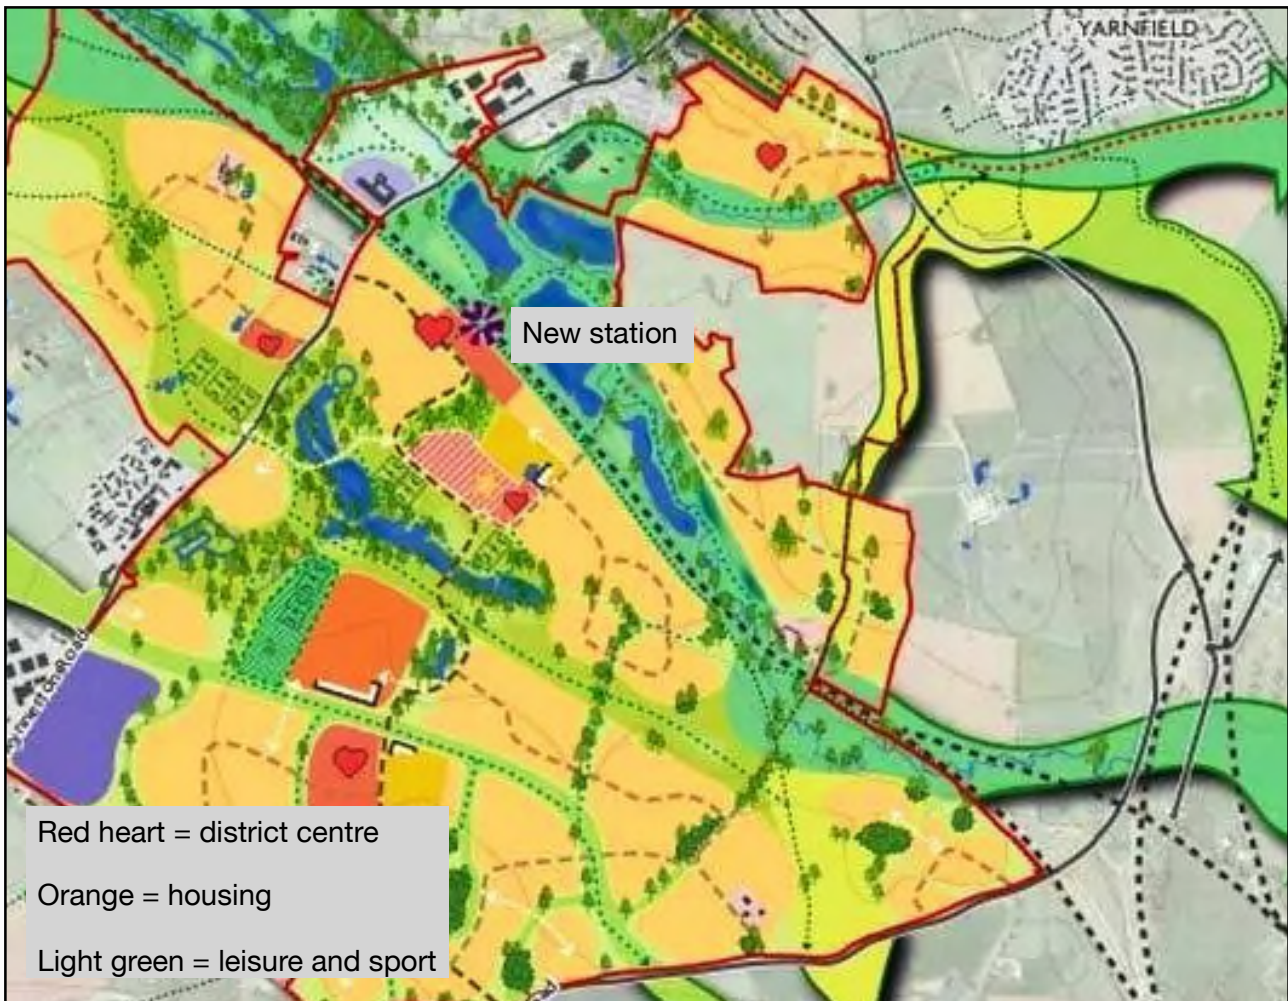 YARNFIELD
New station
Red heart = district centre
Orange = housing
Light green = leisure and sport